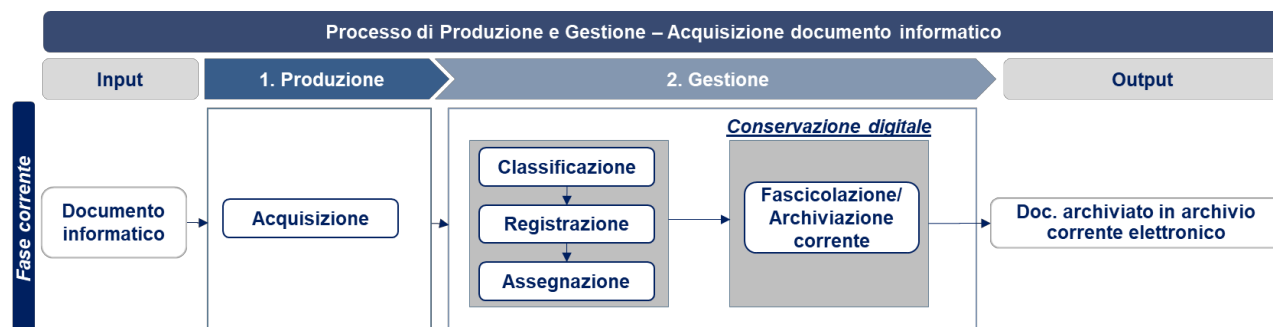 Processo di Produzione e Gestione – Acquisizione documento informatico
Input
1. Produzione
2. Gestione
Output
Fase corrente
Documento
informatico
Acquisizione
Classificazione
Registrazione
Assegnazione
Conservazione digitale
Fascicolazione/
Archiviazione
corrente
Doc. archiviato in archivio
corrente elettronico